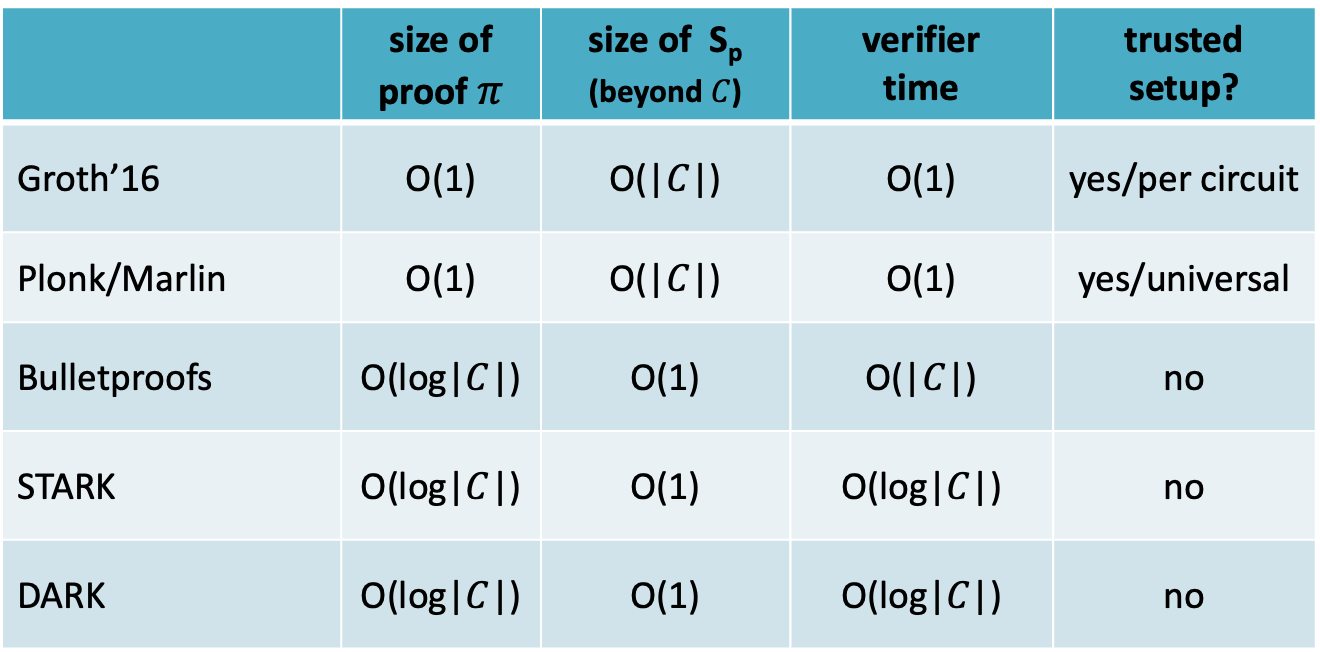 size of proof π | size of Sₚ (beyond C) | verifier time | trusted setup?
Groth’16 | O(1) | O(|C|) | O(1) | yes/per circuit
Plonk/Marlin | O(1) | O(|C|) | O(1) | yes/universal
Bulletproofs | O(log|C|) | O(1) | O(|C|) | no
STARK | O(log|C|) | O(1) | O(log|C|) | no
DARK | O(log|C|) | O(1) | O(log|C|) | no